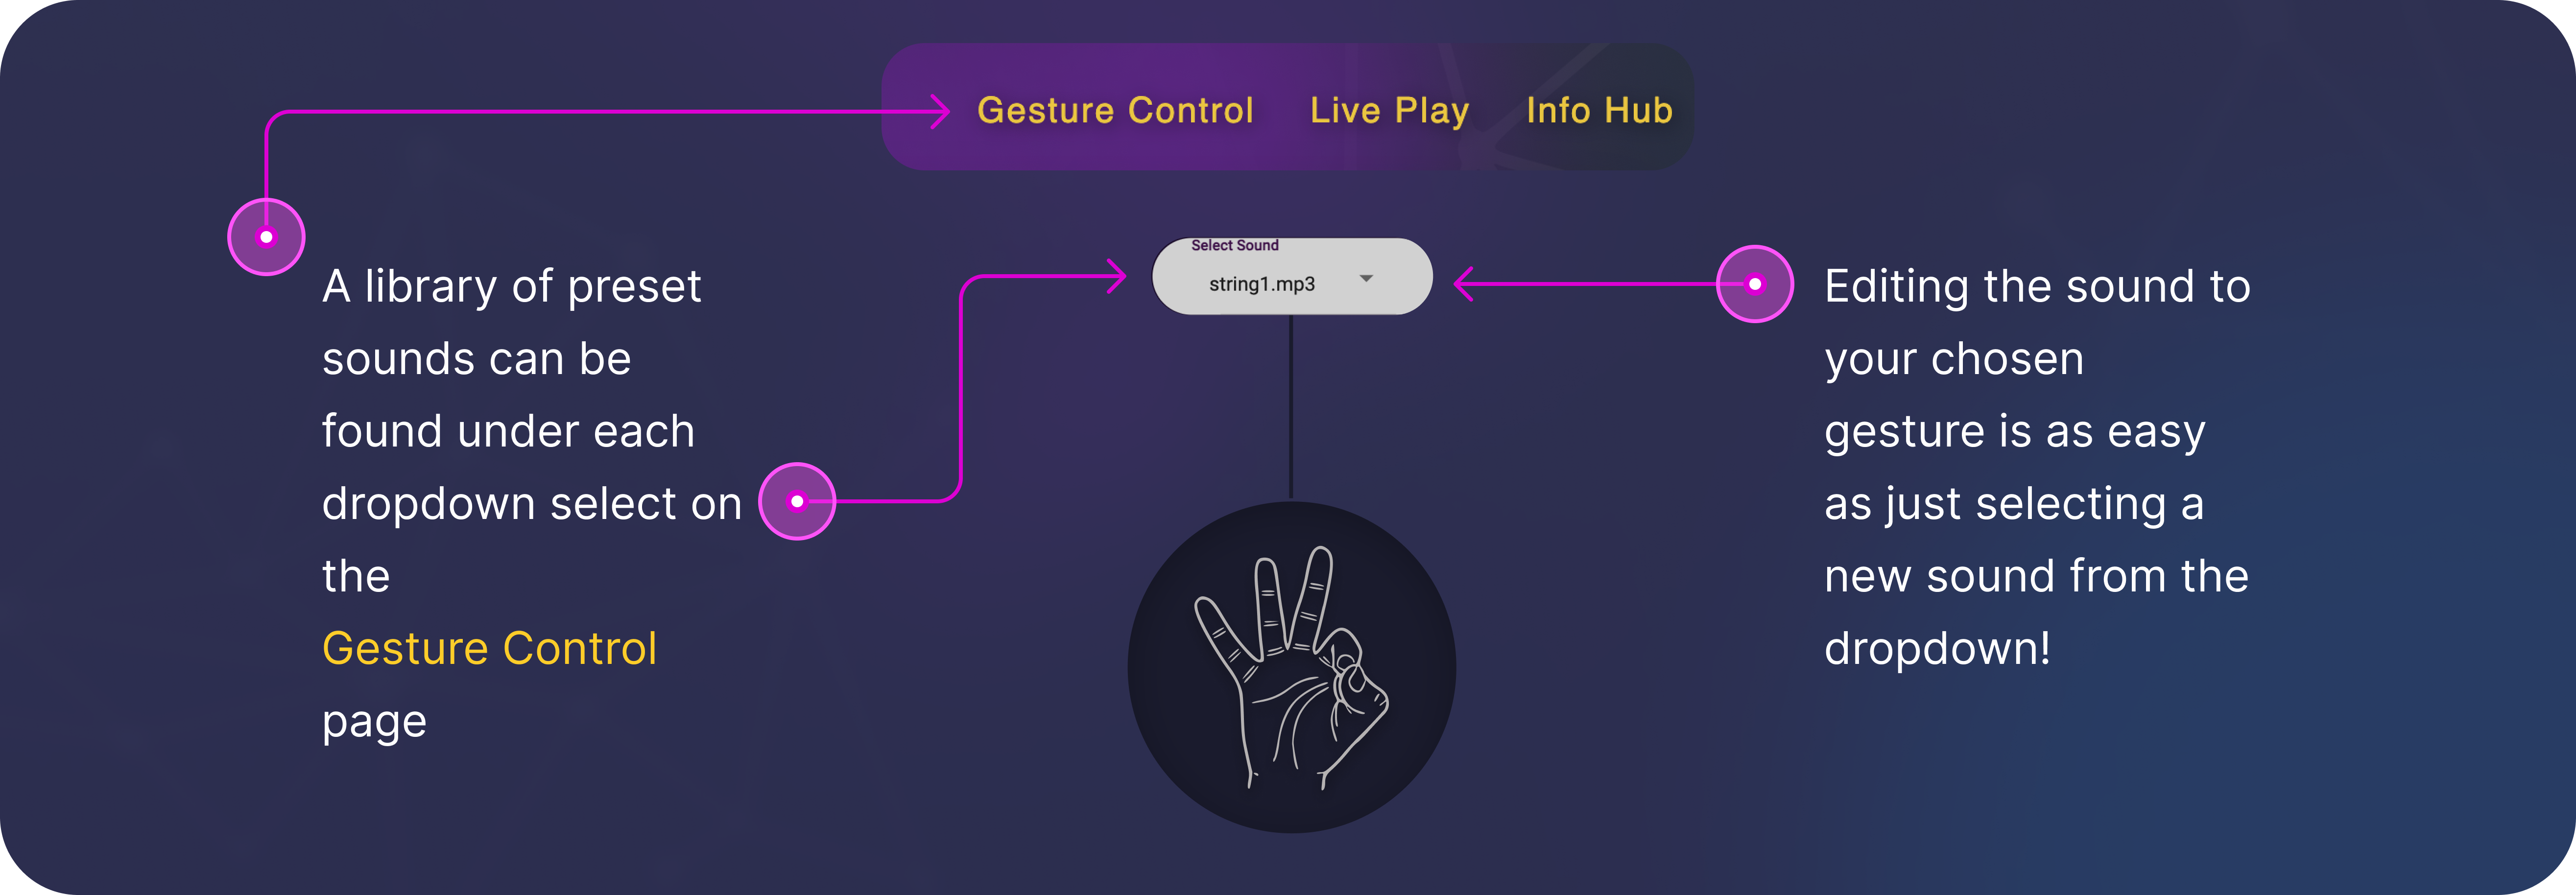 Gesture Control Live Play Info Hub
Select Sound
string1.mp3
A library of preset
sounds can be
found under each
dropdown select on
the
Gesture Control
page
Editing the sound to
your chosen
gesture is as easy
as just selecting a
new sound from the
dropdown!